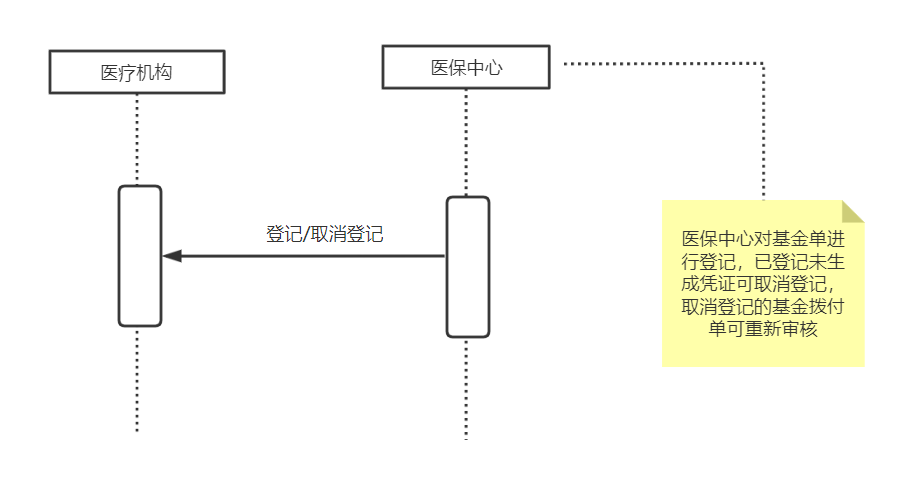 医疗机构
医保中心
登记/取消登记
医保中心对基金单进
行登记，已登记未生
成凭证可取消登记，
取消登记的基金拨付
单可重新审核